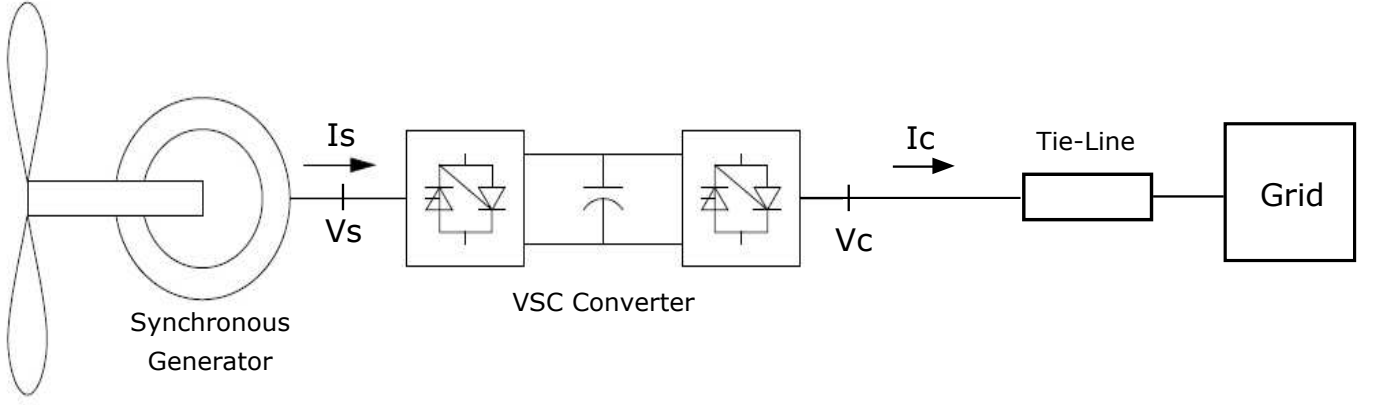 Is
Ic
Tie-Line
Grid
Vs
Vc
VSC Converter
Synchronous
Generator